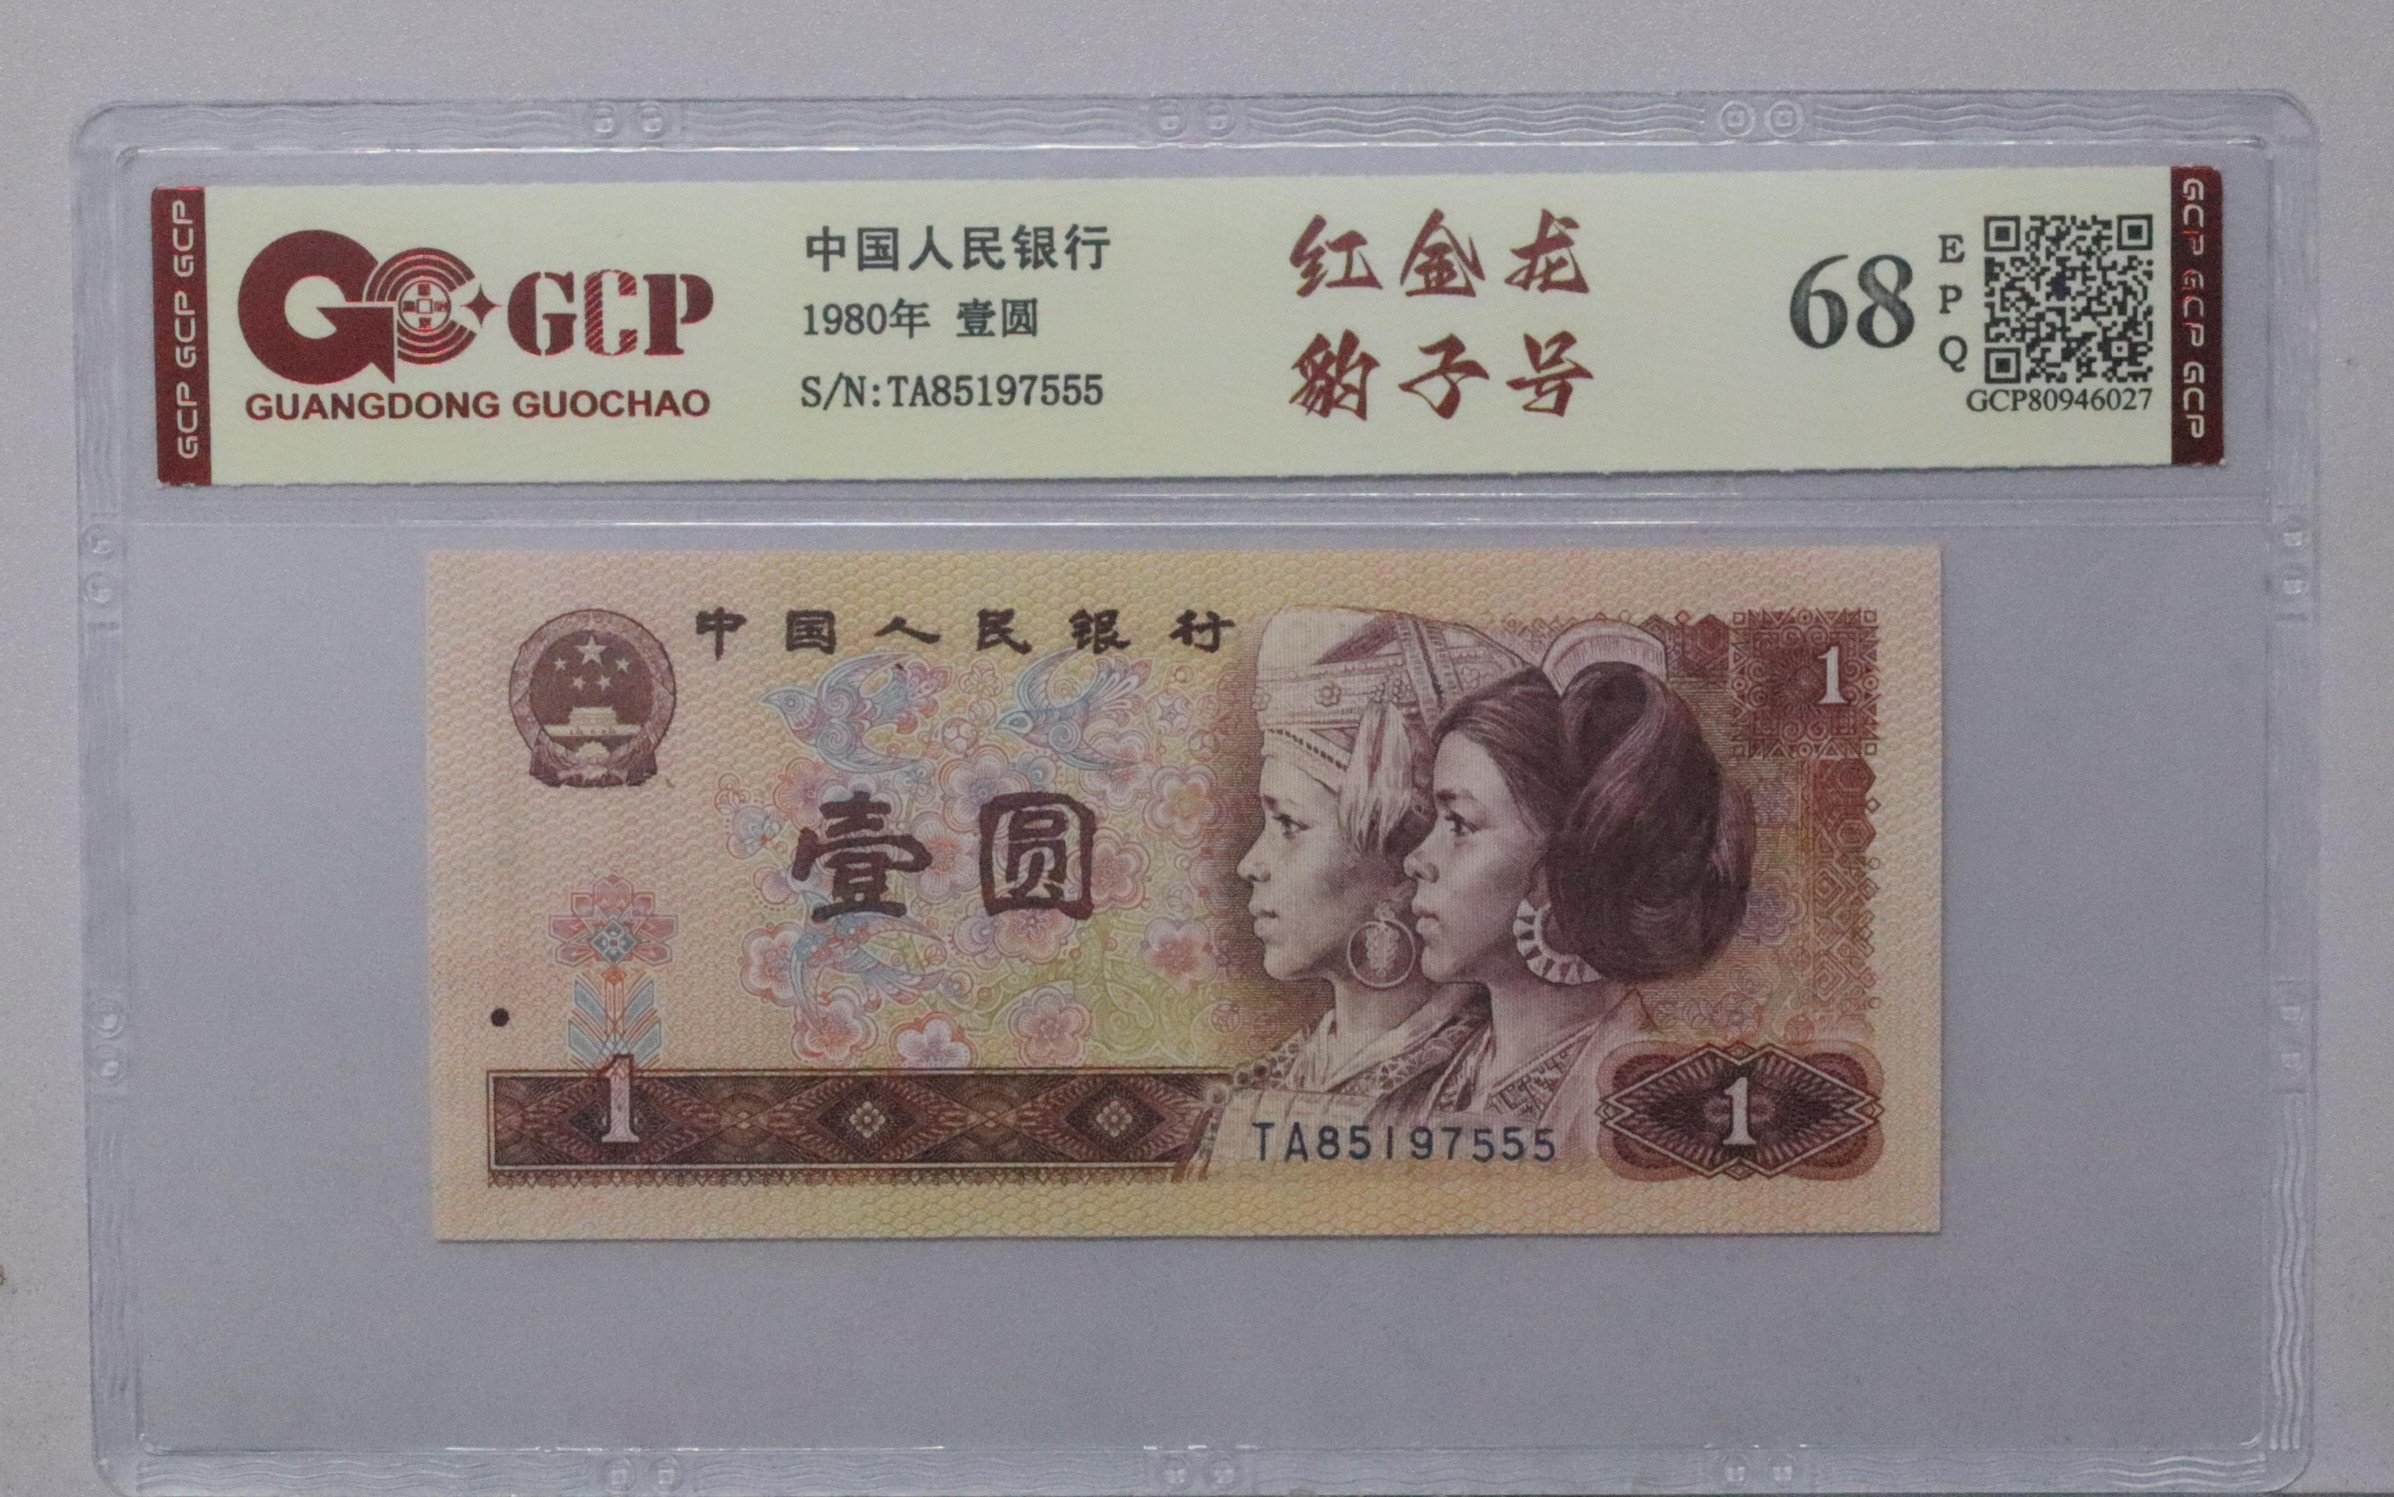 GCP GCP GCP
GCP
GUANGDONG GUOCHAO
中国人民银行
1980年 壹圆
S/N:TA85197555
红金龙
豹子号
68
EPQ
GCP80946027
GCP GCP GCP
中国人民银行
1
壹圆
1
TA85197555
1